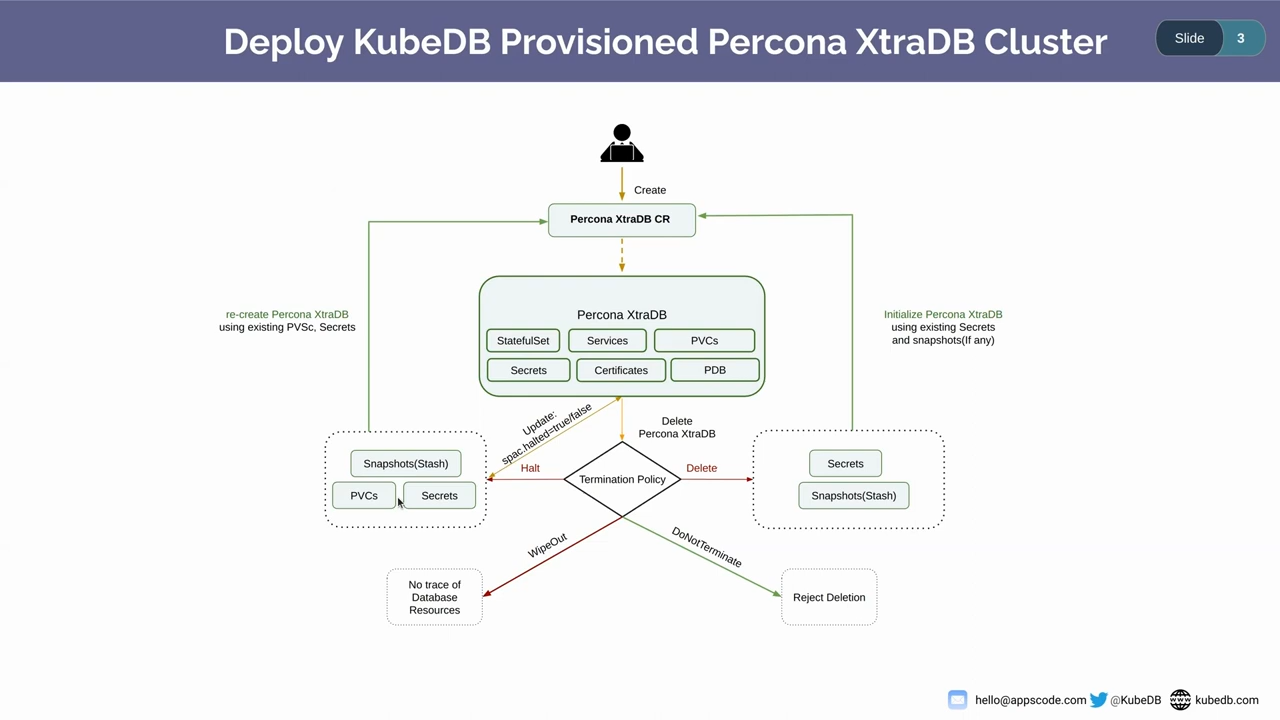 Deploy KubeDB Provisioned Percona XtraDB Cluster
Slide 3
Create
Percona XtraDB CR
re-create Percona XtraDB
using existing PVSc, Secrets
Initialize Percona XtraDB
using existing Secrets
and snapshots(If any)
Percona XtraDB
StatefulSet
Services
PVCs
Secrets
Certificates
PDB
Update:
spac.halted=true/false
Delete
Percona XtraDB
Snapshots(Stash)
PVCs
Secrets
Halt
Termination Policy
Delete
Secrets
Snapshots(Stash)
WipeOut
DoNotTerminate
No trace of
Database
Resources
Reject Deletion
hello@appscode.com @KubeDB kubedb.com